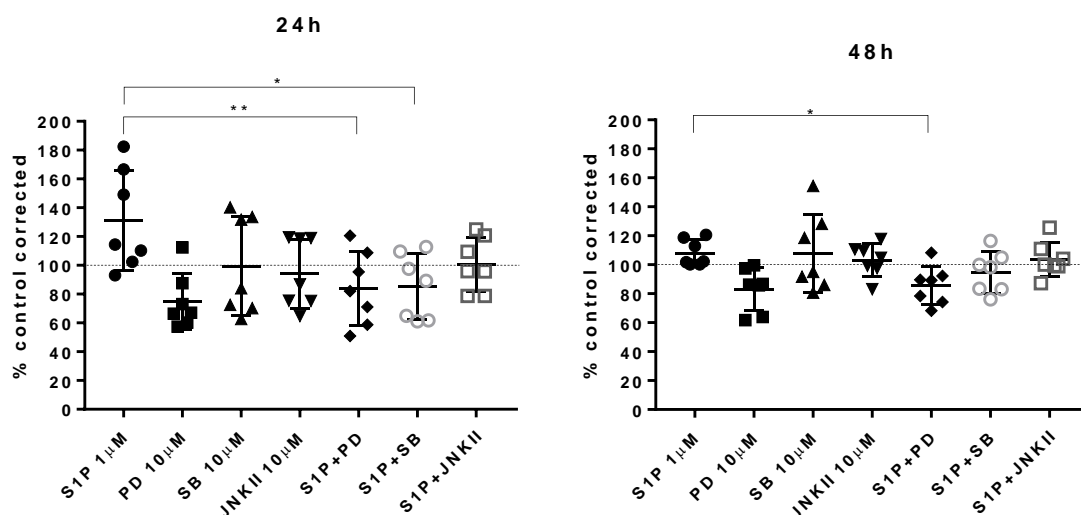 24h
*
**
% control corrected
200
180
160
140
120
100
80
60
40
20
0
S1P 1μM
PD 10μM
SB 10μM
JNKII 10μM
S1P+PD
S1P+SB
S1P+JNKII
48h
*
% control corrected
200
180
160
140
120
100
80
60
40
20
0
S1P 1μM
PD 10μM
SB 10μM
JNKII 10μM
S1P+PD
S1P+SB
S1P+JNKII